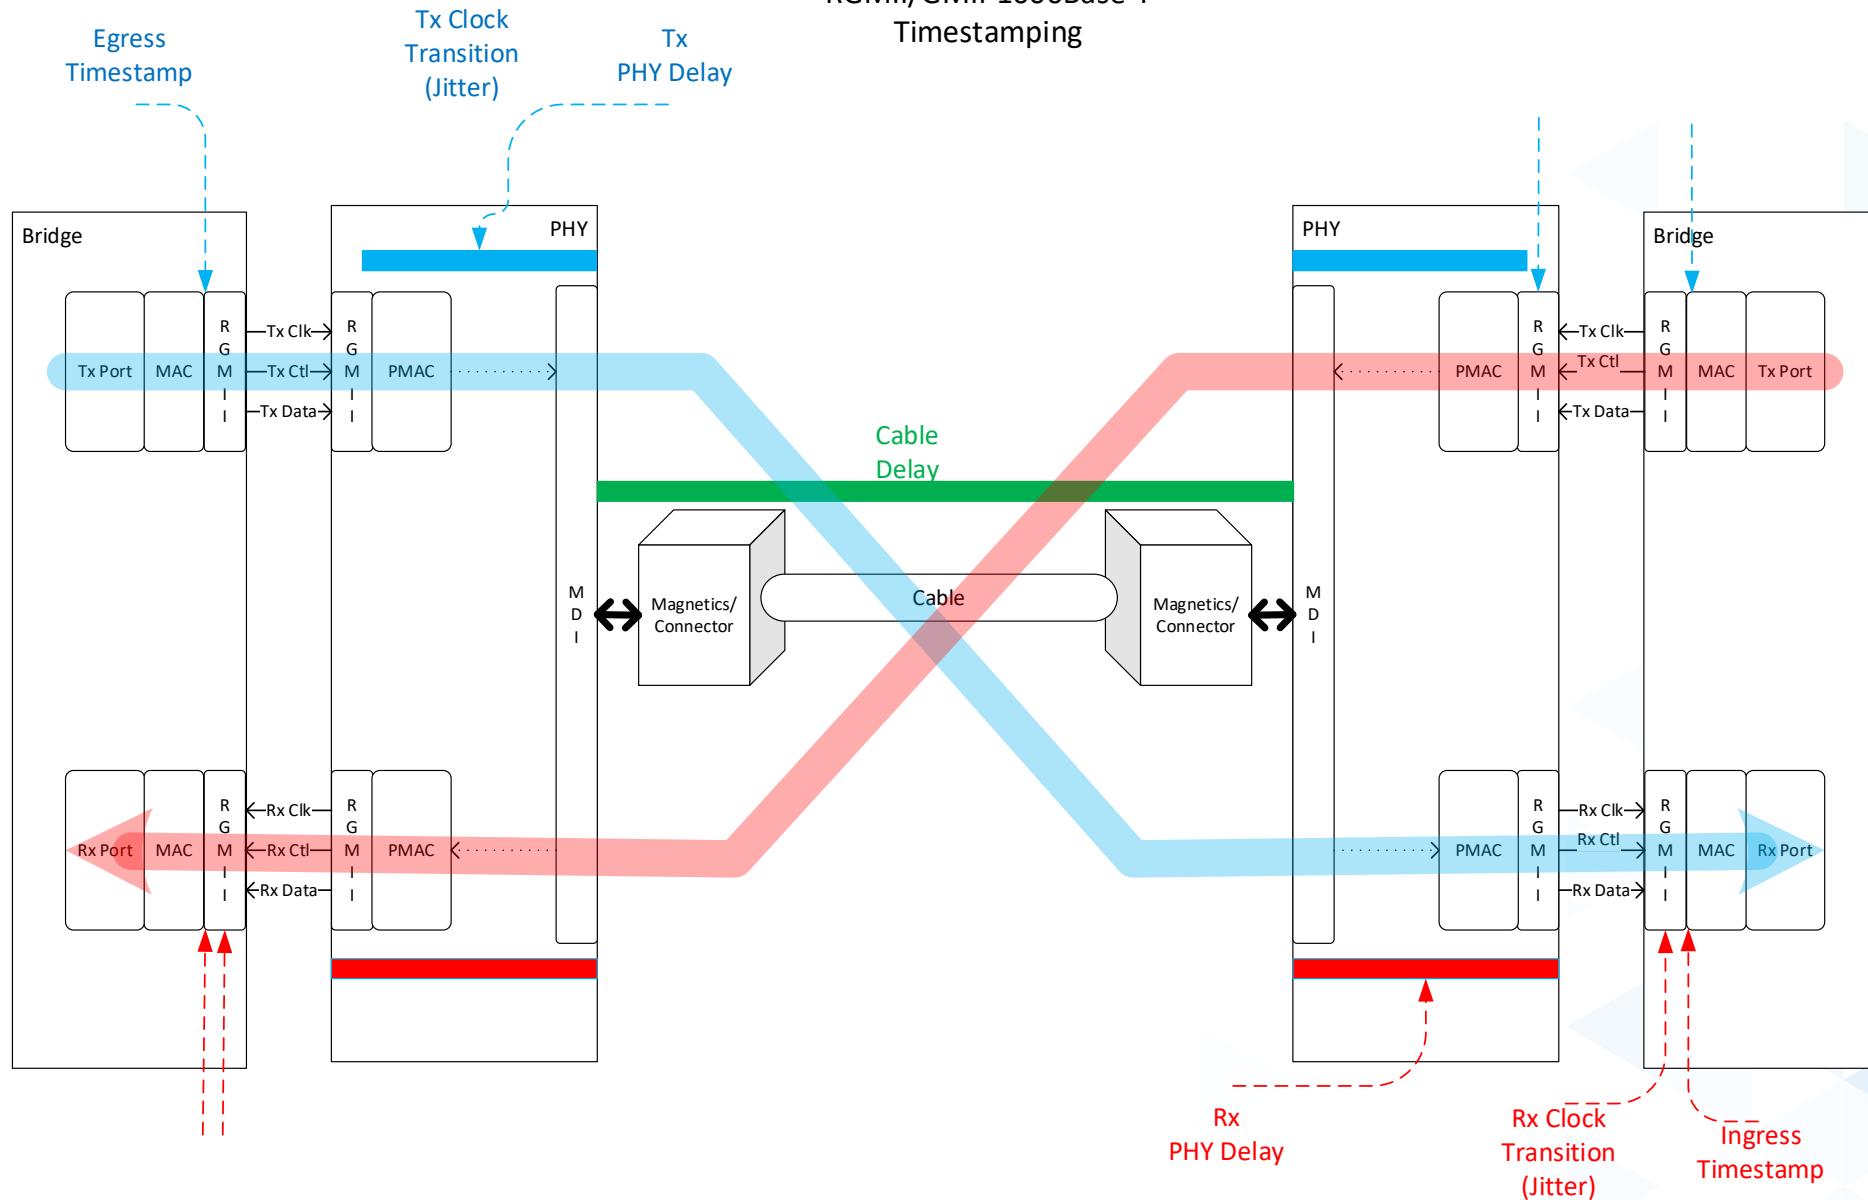 Timestamping
Egress
Timestamp
Tx Clock
Transition
(Jitter)
Tx
PHY Delay
Bridge
PHY
PHY
Bridge
Tx Port
MAC
R
G
M
I
I
Tx Clk
Tx Ctl
Tx Data
R
G
M
I
I
PMAC
PMAC
R
G
M
I
I
Tx Clk
Tx Ctl
Tx Data
R
G
M
I
I
MAC
Tx Port
Cable
Delay
M
D
I
Magnetics/
Connector
Cable
Magnetics/
Connector
M
D
I
Rx Port
MAC
R
G
M
I
I
Rx Clk
Rx Ctl
Rx Data
R
G
M
I
I
PMAC
PMAC
R
G
M
I
I
Rx Clk
Rx Ctl
Rx Data
R
G
M
I
I
MAC
Rx Port
Rx
PHY Delay
Rx Clock
Transition
(Jitter)
Ingress
Timestamp